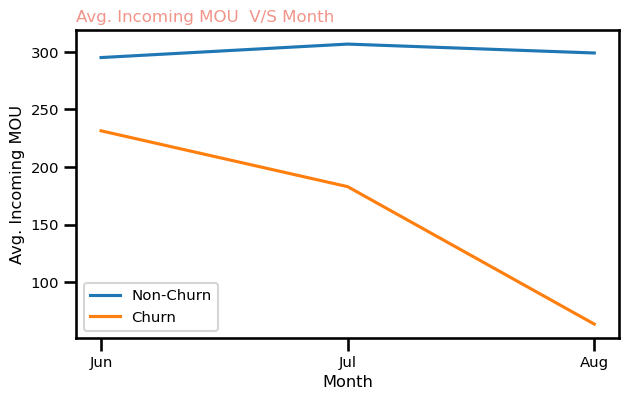 Avg. Incoming MOU  V/S Month
Avg. Incoming MOU
300
250
200
150
100
Non-Churn
Churn
Jun
Jul
Aug
Month